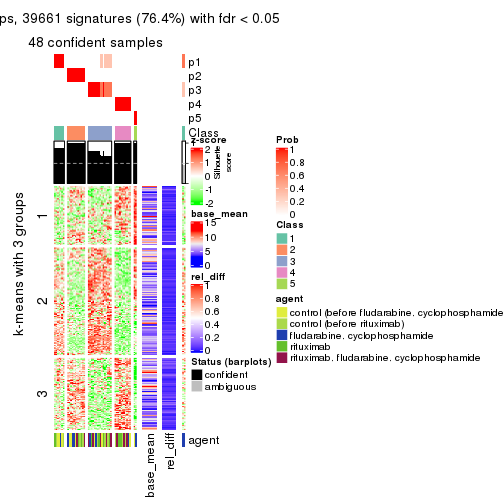 ps, 39661 signatures (76.4%) with fdr < 0.05
48 confident samples
p1
p2
p3
p4
p5
Class
Silhouette
score
1
k-means with 3 groups
1
2
3
base_mean
rel_diff
agent
z-score
2
1
0
-1
-2
base_mean
15
10
5
0
rel_diff
1
0.8
0.6
0.4
0.2
0
Status (barplots)
confident
ambiguous
Prob
1
0.8
0.6
0.4
0.2
0
Class
1
2
3
4
5
agent
control (before fludarabine. cyclophosphamide
control (before rituximab)
fludarabine. cyclophosphamide
rituximab
rituximab. fludarabine. cyclophosphamide